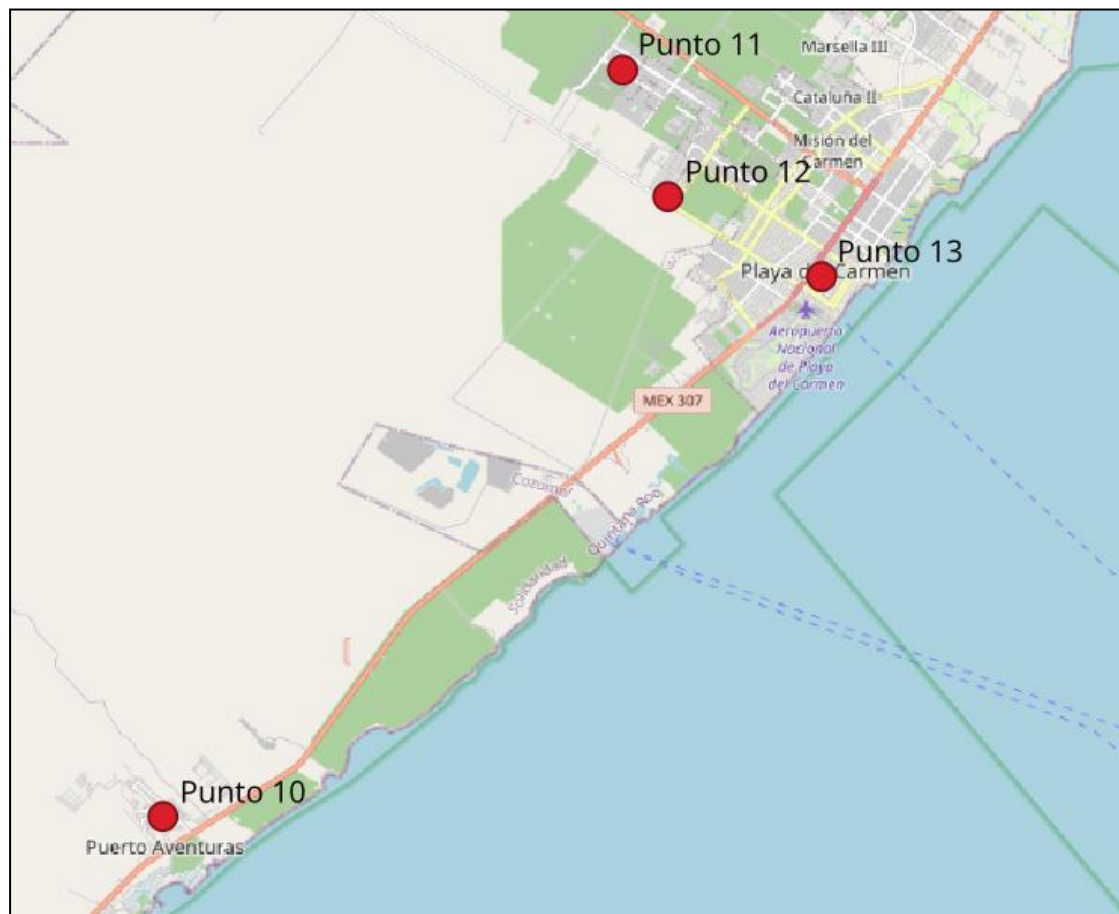 Punto 11
Marsella III
Cataluña II
Misión del
Carmen
Punto 12
Punto 13
Playa d Carmen
Aeropuerto
Nacional
de Playa
del Carmen
MEX 307
Cozumel
Quintana Roo
Solidaridad
Punto 10
Puerto Aventuras